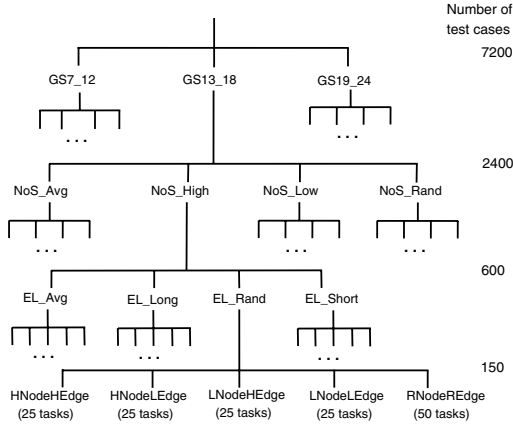 Number of
test cases
7200
GS7_12 GS13_18 GS19_24
...
2400
NoS_Avg NoS_High NoS_Low NoS_Rand
... ... ...
600
EL_Avg EL_Long EL_Rand EL_Short
... ... ...
150
HNodeHEdge HNodeLEdge LNodeHEdge LNodeLEdge RNodeREdge
(25 tasks) (25 tasks) (25 tasks) (25 tasks) (50 tasks)